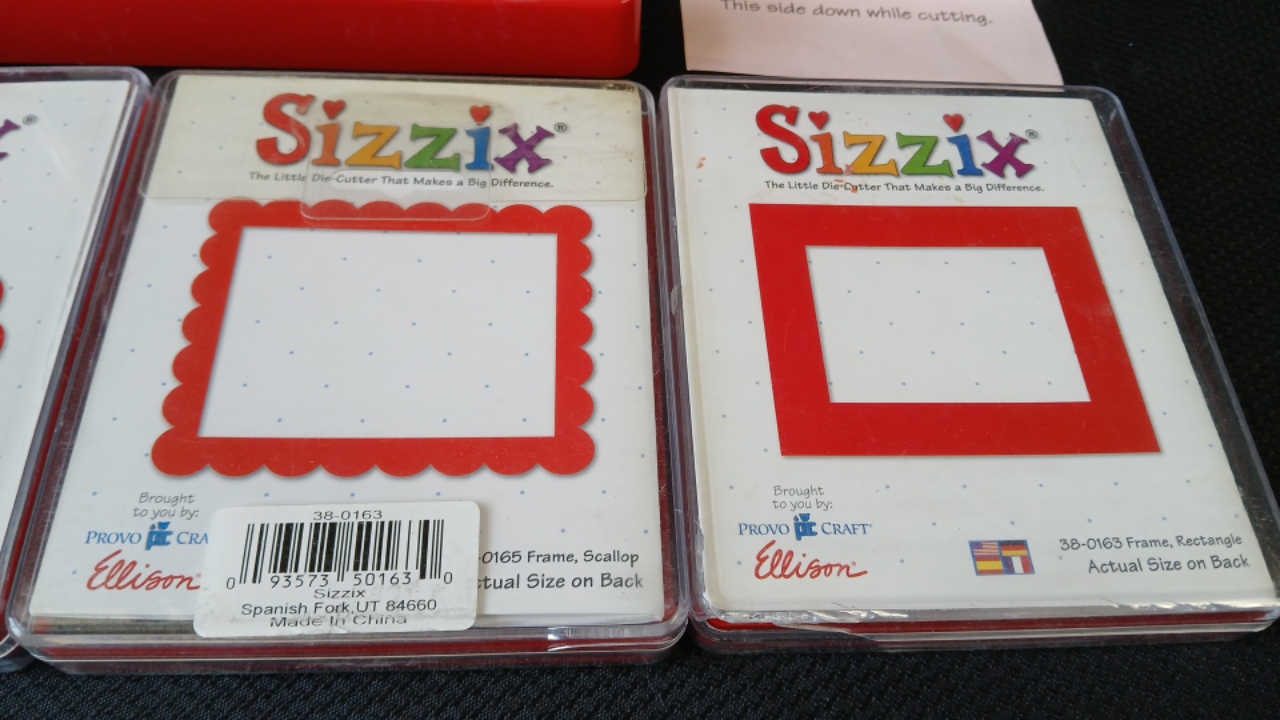 This side down while cutting.
Sizzix®
The Little Die-Cutter That Makes a Big Difference.
Brought
to you by:
PROVO CRA
Ellison
38-0163
0 93573 50163 0
Sizzix
Spanish Fork,UT 84660
Made in China
-0165 Frame, Scallop
ctual Size on Back
Sizzix®
The Little Die-Cutter That Makes a Big Difference.
Brought
to you by:
PROVO CRAFT®
Ellison®
38-0163 Frame, Rectangle
Actual Size on Back